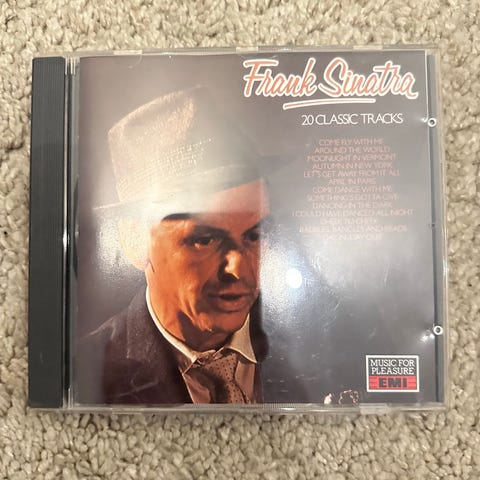 Frank Sinatra
20 CLASSIC TRACKS
COME FLY WITH ME
AROUND THE WORLD
MOONLIGHT IN VERMONT
AUTUMN IN NEW YORK
LET'S GET AWAY FROM IT ALL
APRIL IN PARIS
COME DANCE WITH ME
SOMETHING'S GOTTA GIVE
DANCING IN THE DARK
I COULD HAVE DANCED ALL NIGHT
CHEEK TO CHEEK
BAUBLES, BANGLES AND BEADS
DAY IN, DAY OUT
MUSIC FOR
PLEASURE
EMI